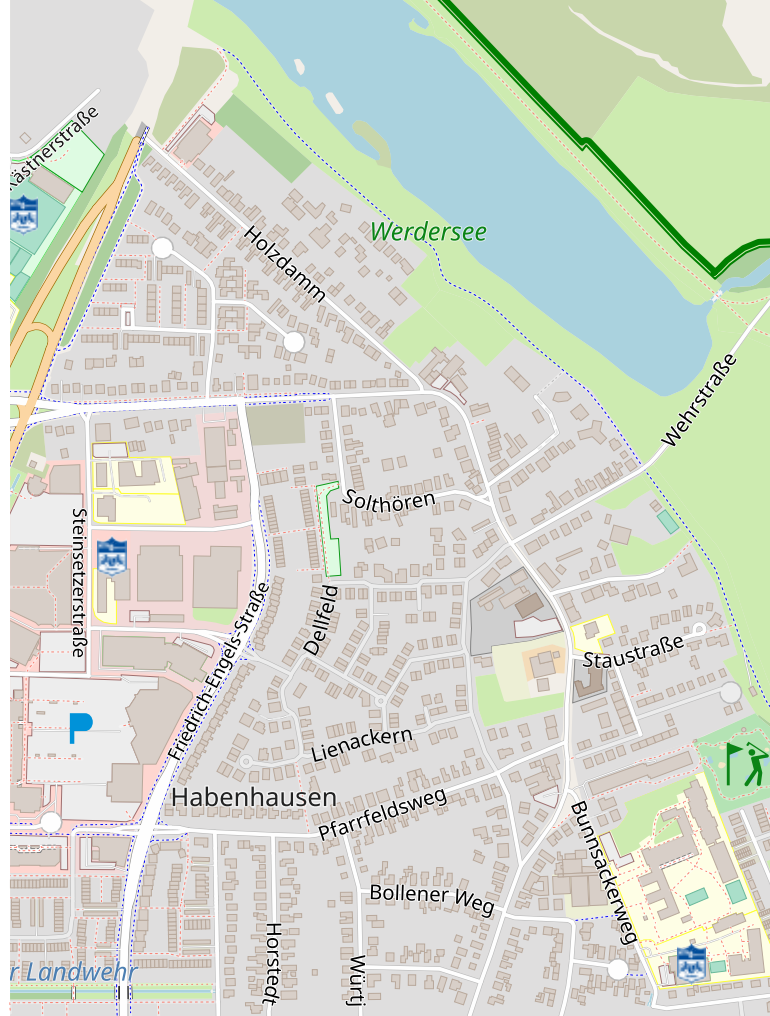 Kästnerstraße
Werdersee
Holzdamm
Wehrstraße
Solthören
Steinsetzerstraße
Dellfeld
Friedrich-Engels-Straße
Staustraße
P
Lienackern
Habenhausen
Pfarrfeldsweg
Bunnsackerweg
Bollener Weg
Horstedt
Würtj
r Landwehr